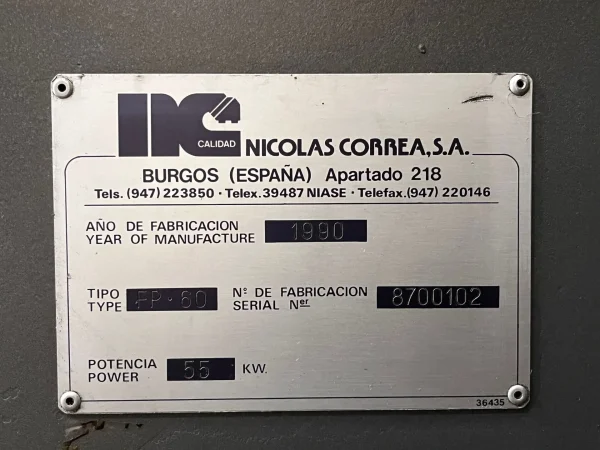 NC
CALIDAD
NICOLAS CORREA, S.A.
BURGOS (ESPAÑA) Apartado 218
Tels. (947) 223850 · Telex. 39487 NIASE · Telefax. (947) 220146
AÑO DE FABRICACION
YEAR OF MANUFACTURE 1990
TIPO
TYPE FP·60
Nº DE FABRICACION
SERIAL Ner 8700102
POTENCIA
POWER 55 KW.
36435